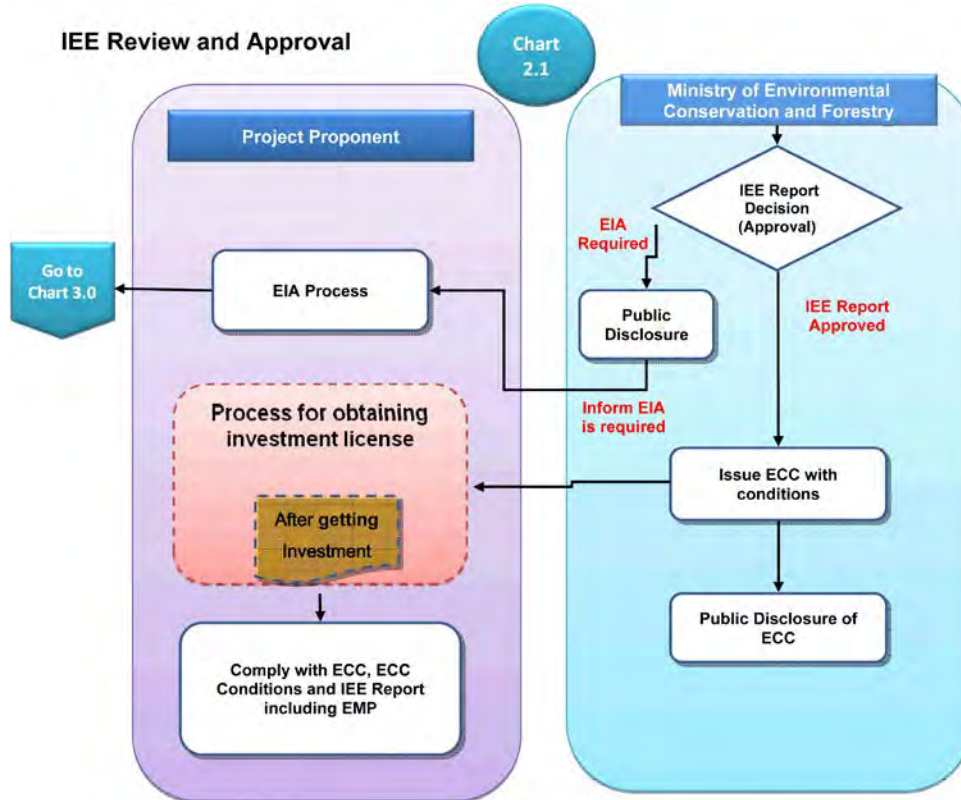 IEE Review and Approval
Chart
2.1
Project Proponent
Ministry of Environmental
Conservation and Forestry
IEE Report
Decision
(Approval)
EIA
Required
Go to
Chart 3.0
EIA Process
Public
Disclosure
IEE Report
Approved
Inform EIA
is required
Process for obtaining
investment license
After getting
Investment
Issue ECC with
conditions
Public Disclosure of
ECC
Comply with ECC, ECC
Conditions and IEE Report
including EMP